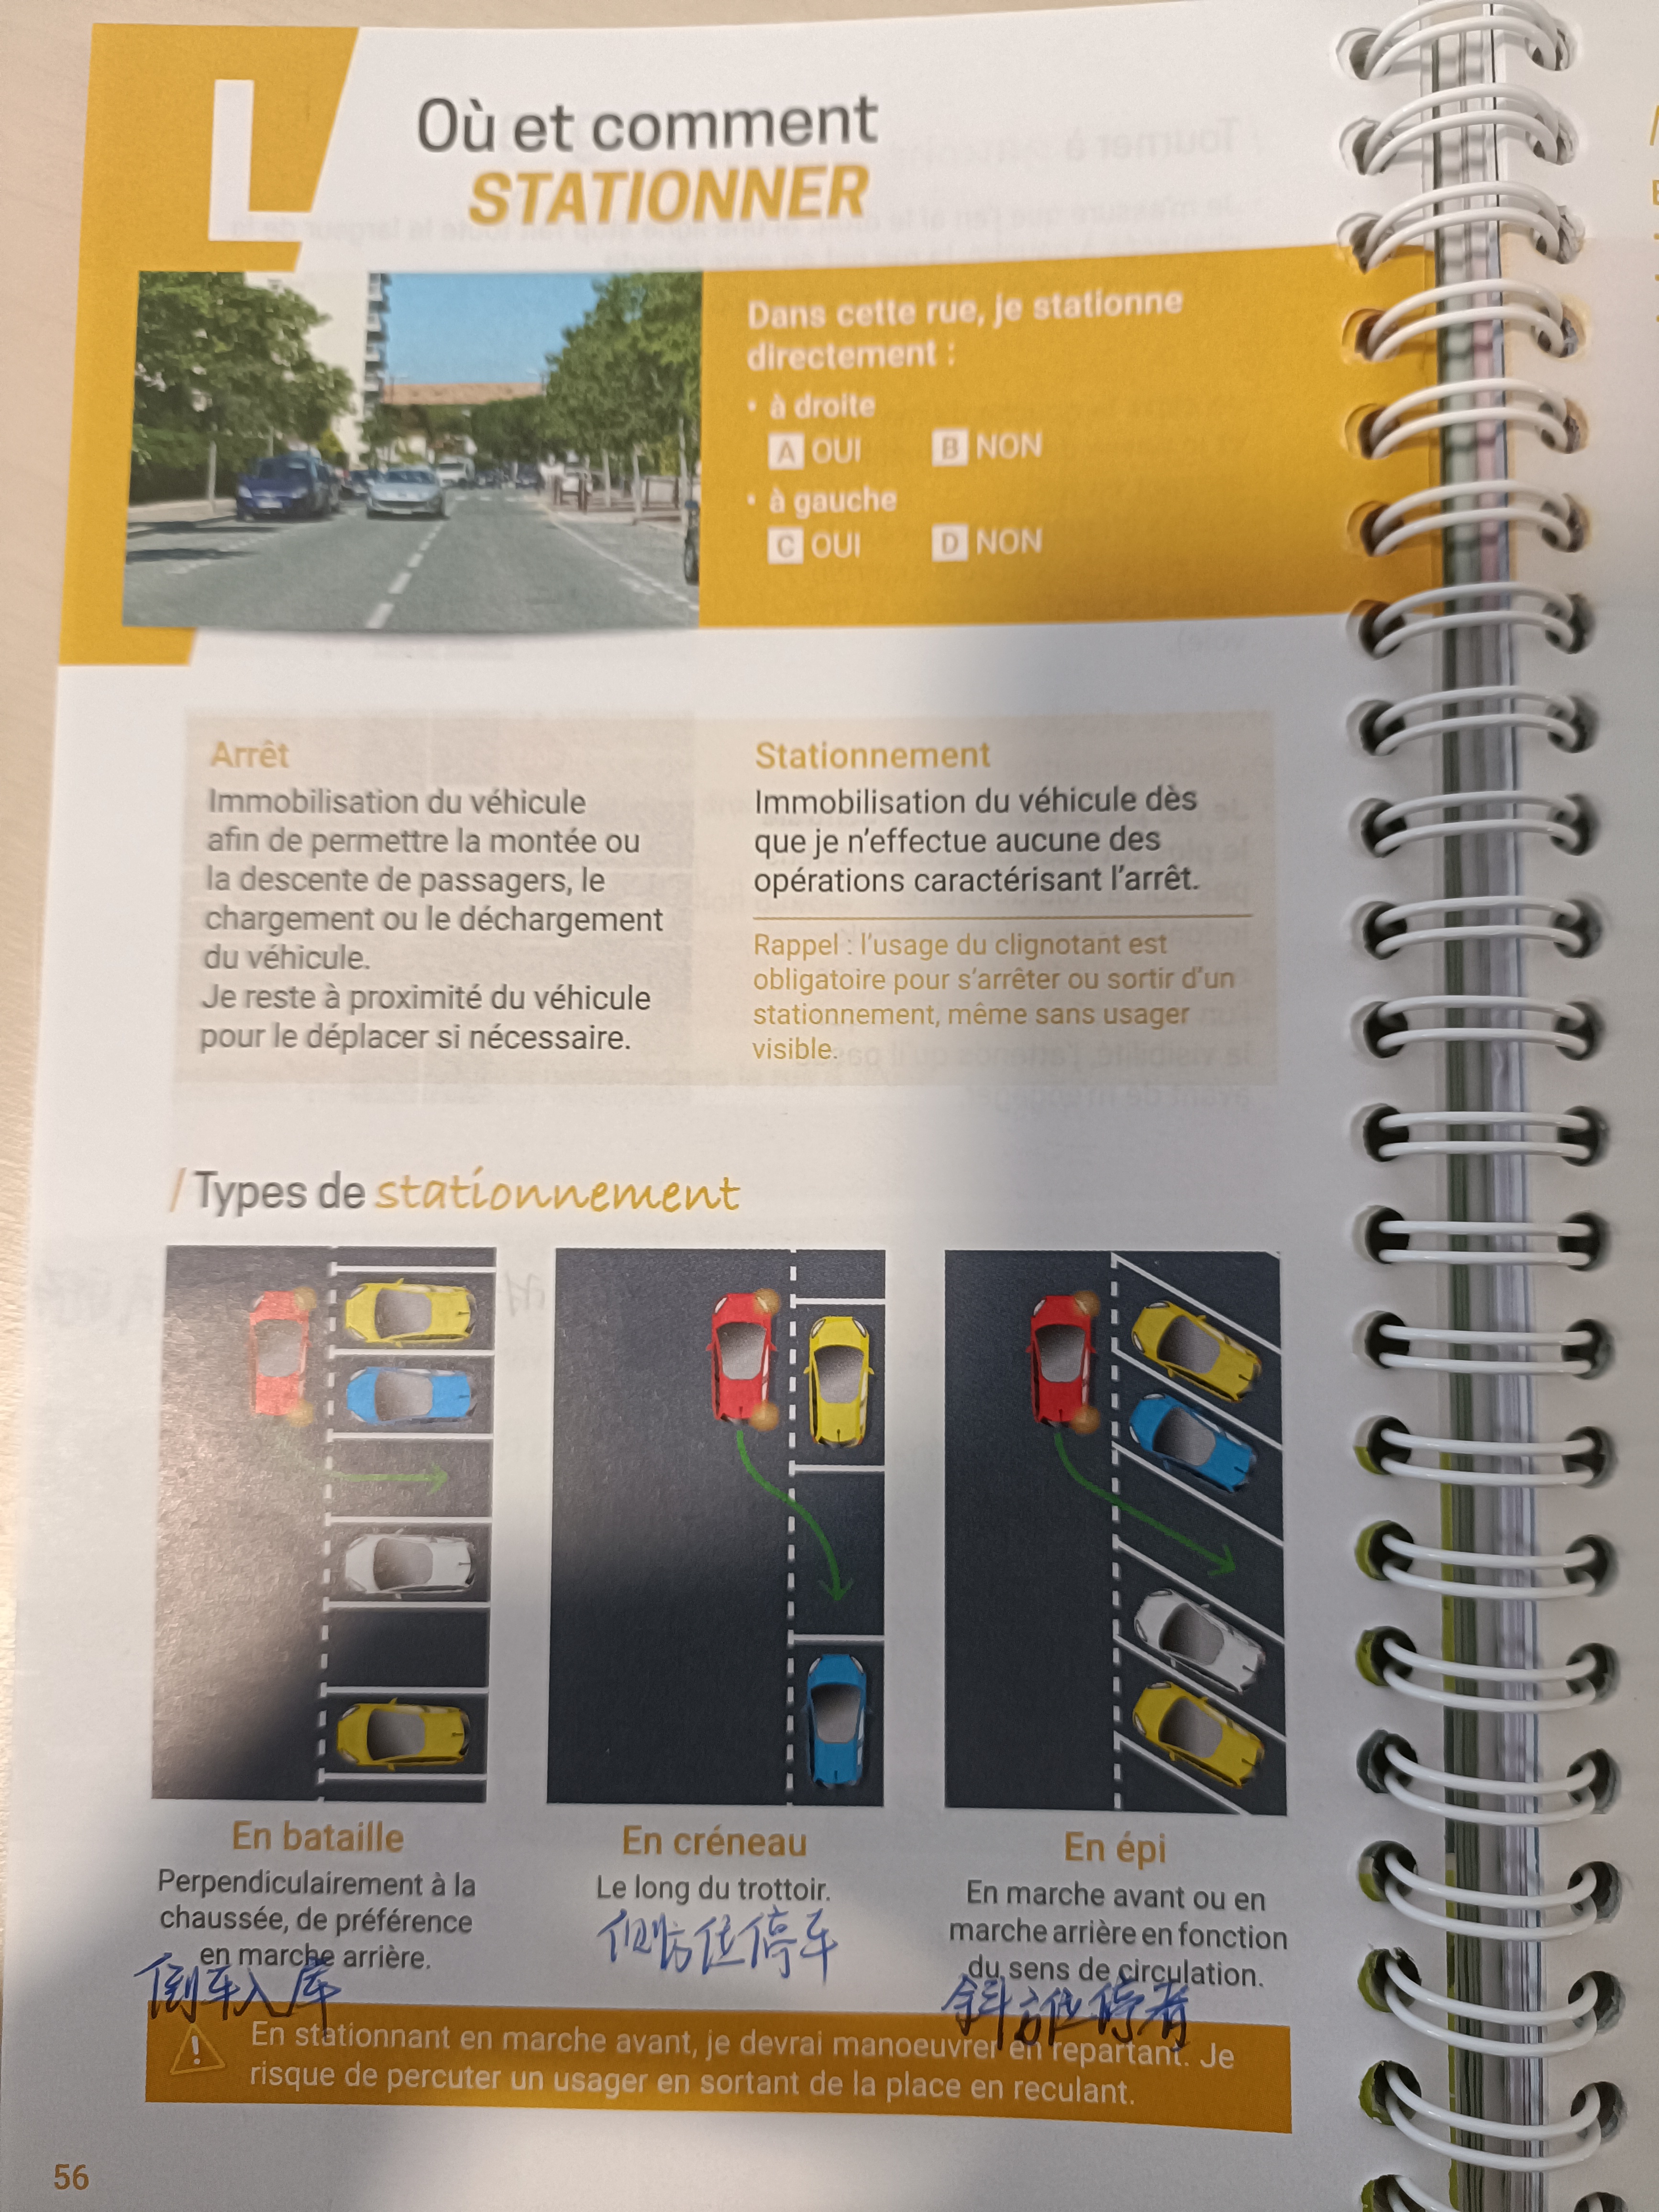 L
Où et comment
STATIONNER
Dans cette rue, je stationne
directement :
• à droite
A OUI B NON
• à gauche
C OUI D NON
Arrêt
Immobilisation du véhicule
afin de permettre la montée ou
la descente de passagers, le
chargement ou le déchargement
du véhicule.
Je reste à proximité du véhicule
pour le déplacer si nécessaire.
Stationnement
Immobilisation du véhicule dès
que je n'effectue aucune des
opérations caractérisant l'arrêt.
Rappel : l'usage du clignotant est
obligatoire pour s'arrêter ou sortir d'un
stationnement, même sans usager
visible.
/ Types de stationnement
En bataille
Perpendiculairement à la
chaussée, de préférence
en marche arrière.
倒车入库
En créneau
Le long du trottoir.
位停车
En épi
En marche avant ou en
marche arrière en fonction
du sens de circulation.
斜方位停
En stationnant en marche avant, je devrai manoeuvrer en repartant. Je
risque de percuter un usager en sortant de la place en reculant.
56